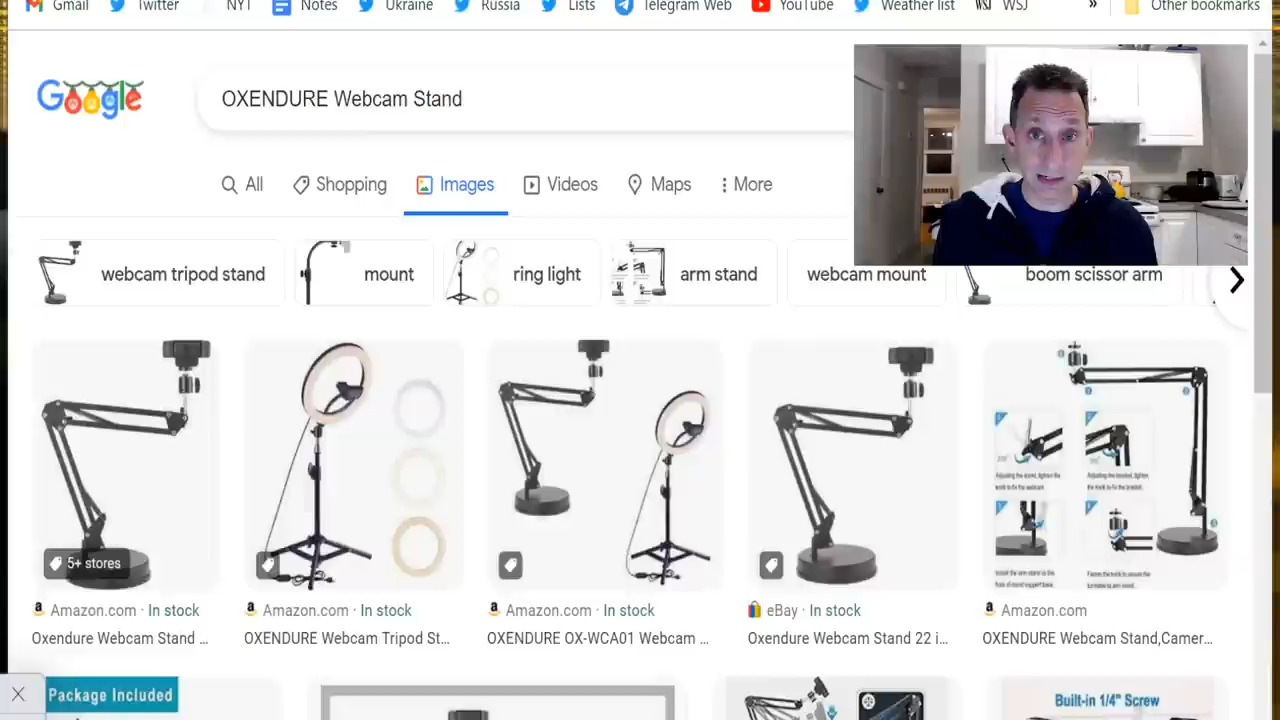 Gmail Twitter NYT Notes Ukraine Russia Lists Telegram Web YouTube Weather list WSJ » Other bookmarks
Google
OXENDURE Webcam Stand
All Shopping Images Videos Maps More
webcam tripod stand mount ring light arm stand webcam mount boom scissor arm
5+ stores
Amazon.com · In stock
Oxendure Webcam Stand ...
Amazon.com · In stock
OXENDURE Webcam Tripod St...
Amazon.com · In stock
OXENDURE OX-WCA01 Webcam ...
eBay · In stock
Oxendure Webcam Stand 22 i...
Amazon.com
OXENDURE Webcam Stand,Camer...
Package Included
Built-in 1/4" Screw